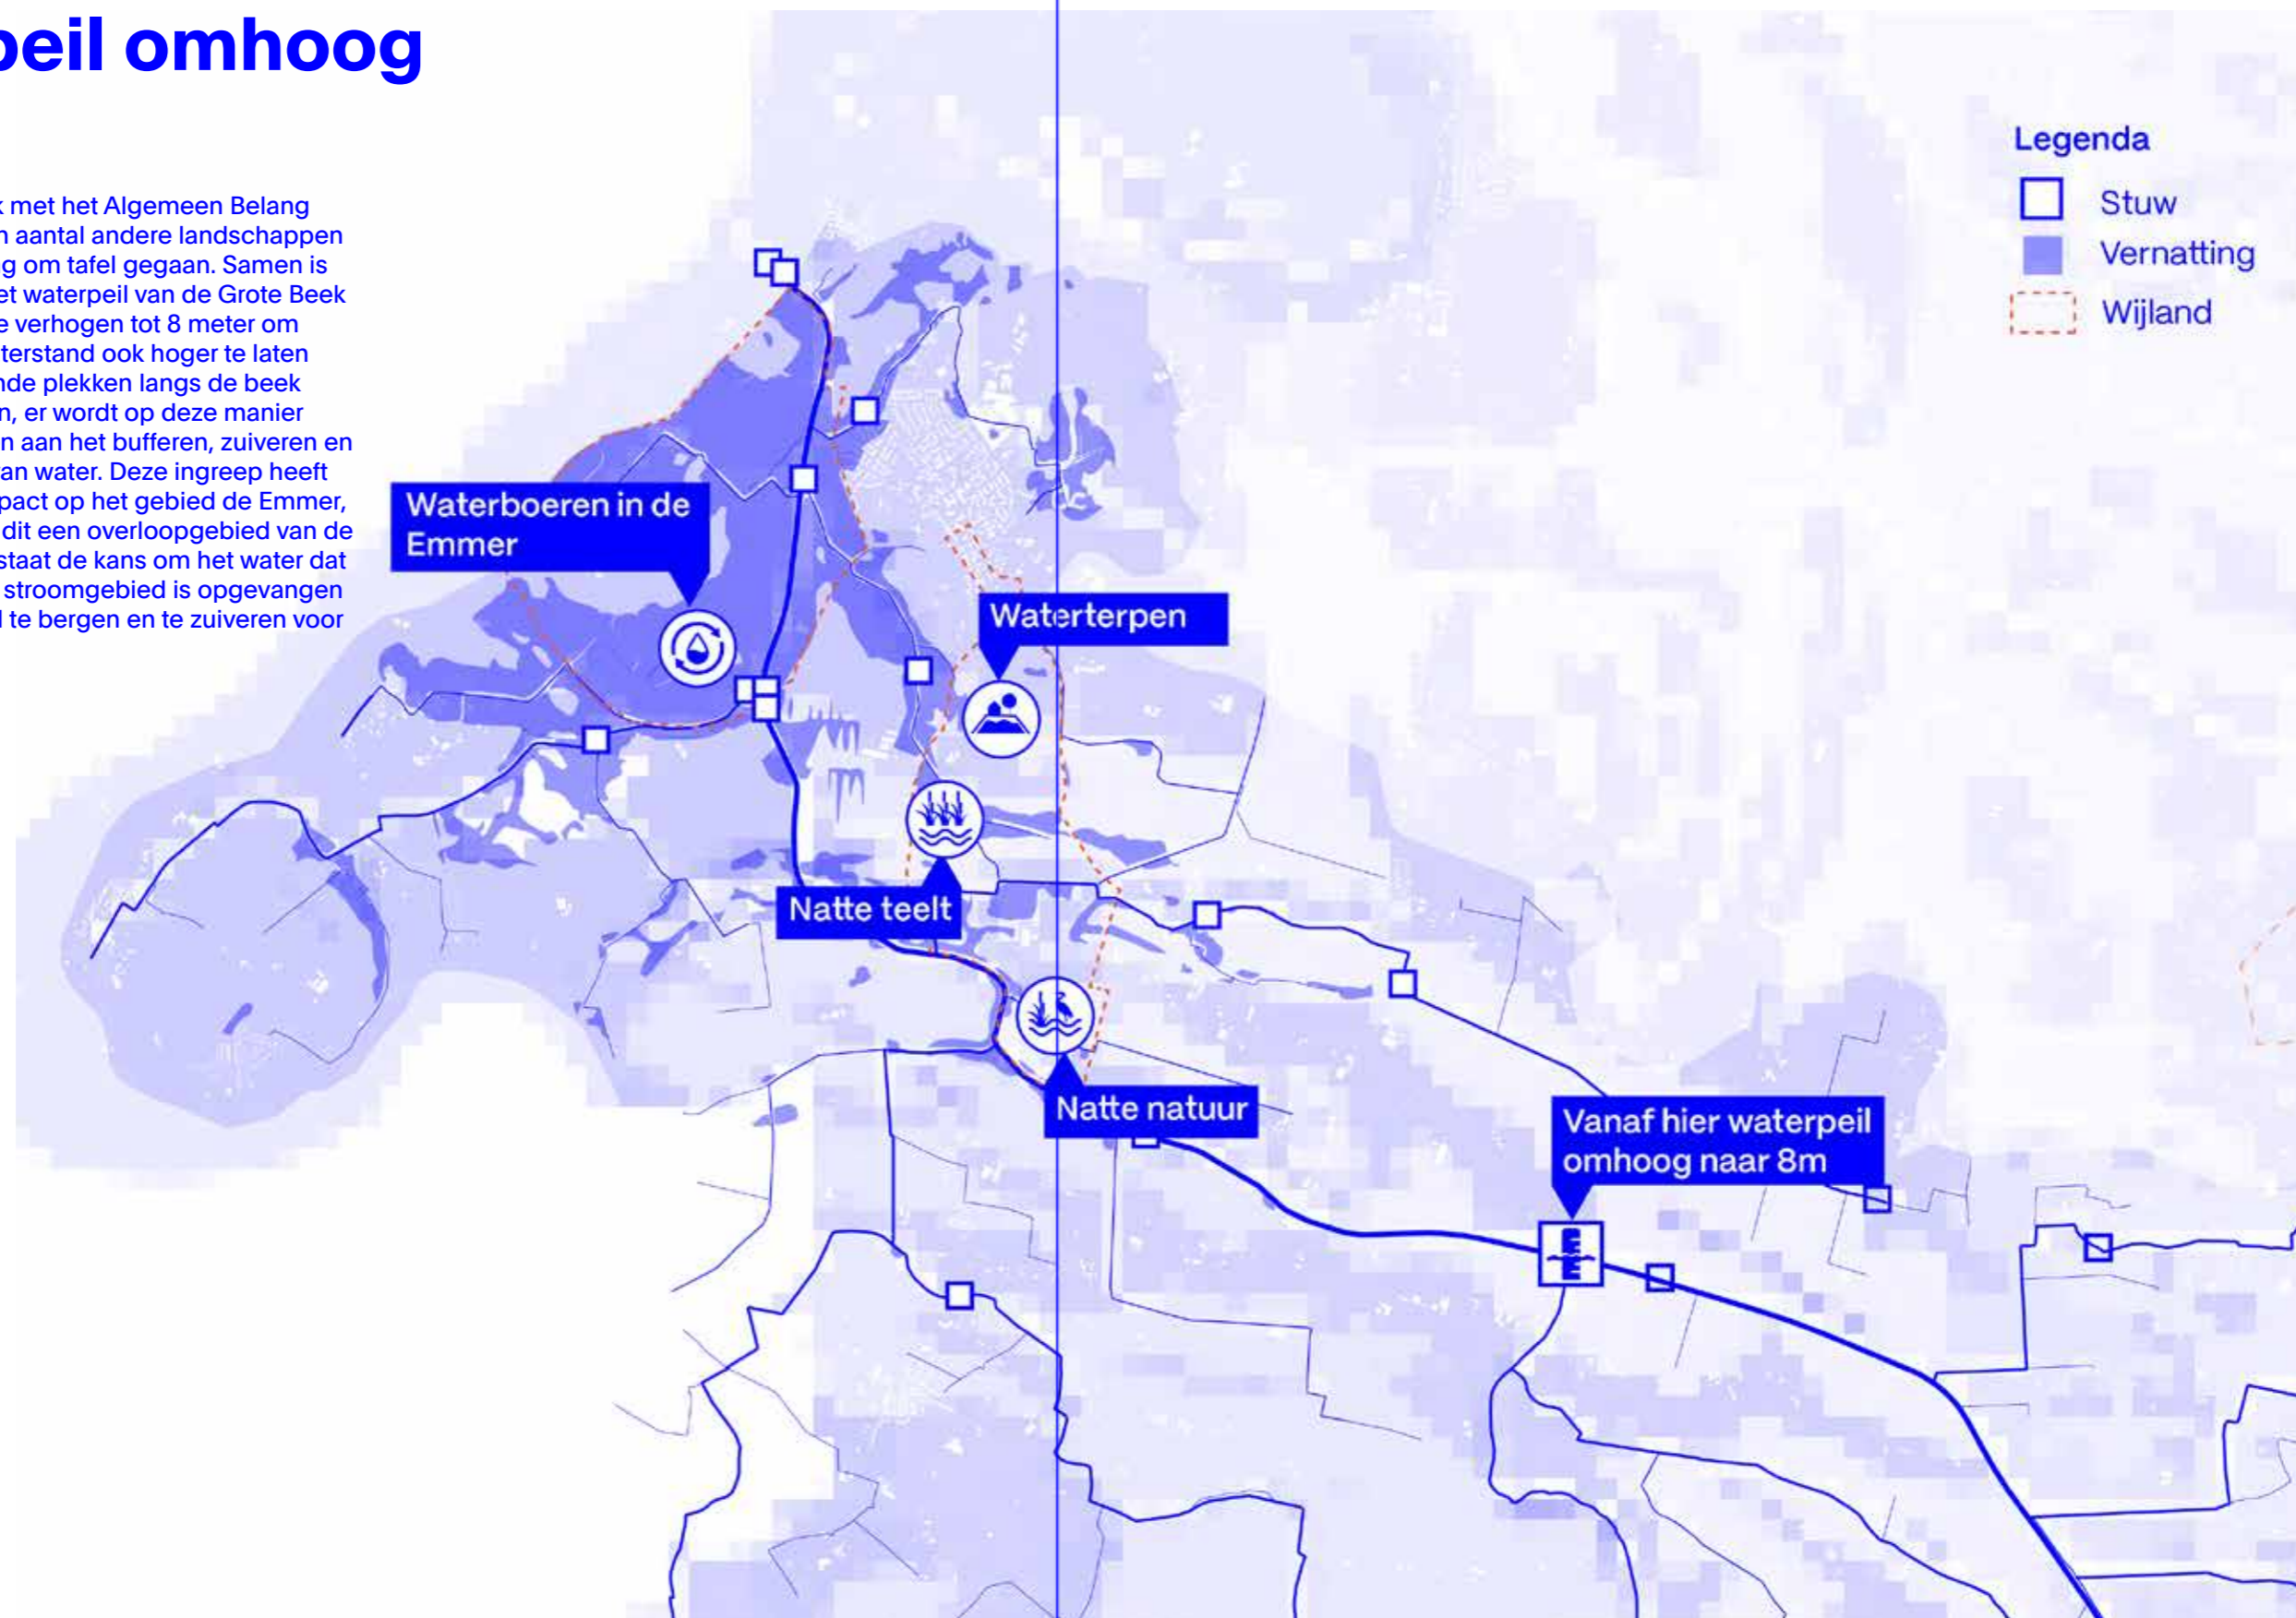 peil omhoog
k met het Algemeen Belang
n aantal andere landschappen
g om tafel gegaan. Samen is
et waterpeil van de Grote Beek
e verhogen tot 8 meter om
terstand ook hoger te laten
nde plekken langs de beek
n, er wordt op deze manier
n aan het bufferen, zuiveren en
an water. Deze ingreep heeft
pact op het gebied de Emmer,
dit een overloopgebied van de
staat de kans om het water dat
stroomgebied is opgevangen
l te bergen en te zuiveren voor
Legenda
Stuw
Vernatting
Wijland
Waterboeren in de
Emmer
Waterterpen
Natte teelt
Natte natuur
Vanaf hier waterpeil
omhoog naar 8m